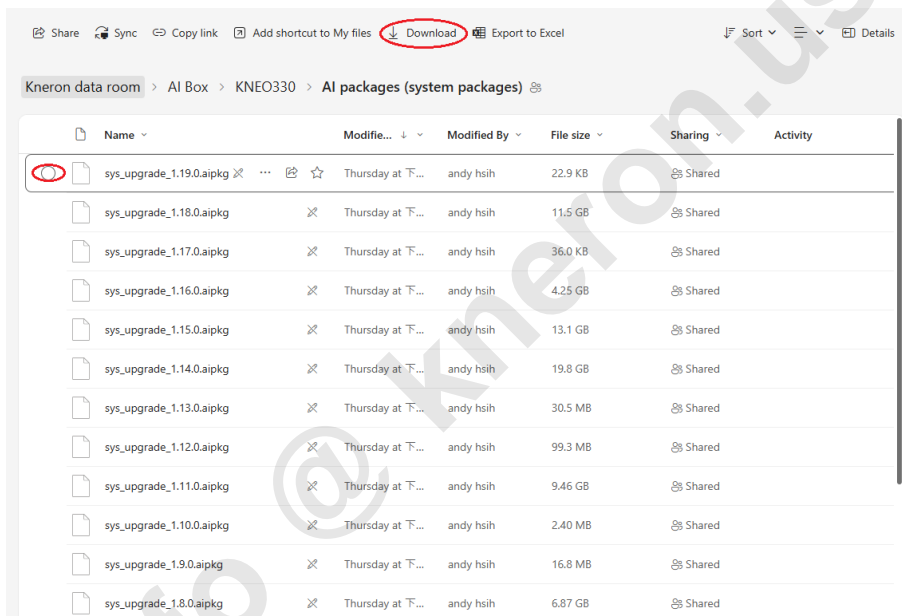 Share Sync Copy link Add shortcut to My files Download Export to Excel Sort Details
Kneron data room > AI Box > KNEO330 > AI packages (system packages)
Name Modifie... Modified By File size Sharing Activity
sys_upgrade_1.19.0.aipkg Thursday at 下... andy hsih 22.9 KB Shared
sys_upgrade_1.18.0.aipkg Thursday at 下... andy hsih 11.5 GB Shared
sys_upgrade_1.17.0.aipkg Thursday at 下... andy hsih 36.0 KB Shared
sys_upgrade_1.16.0.aipkg Thursday at 下... andy hsih 4.25 GB Shared
sys_upgrade_1.15.0.aipkg Thursday at 下... andy hsih 13.1 GB Shared
sys_upgrade_1.14.0.aipkg Thursday at 下... andy hsih 19.8 GB Shared
sys_upgrade_1.13.0.aipkg Thursday at 下... andy hsih 30.5 MB Shared
sys_upgrade_1.12.0.aipkg Thursday at 下... andy hsih 99.3 MB Shared
sys_upgrade_1.11.0.aipkg Thursday at 下... andy hsih 9.46 GB Shared
sys_upgrade_1.10.0.aipkg Thursday at 下... andy hsih 2.40 MB Shared
sys_upgrade_1.9.0.aipkg Thursday at 下... andy hsih 16.8 MB Shared
sys_upgrade_1.8.0.aipkg Thursday at 下... andy hsih 6.87 GB Shared
@ kneron.us